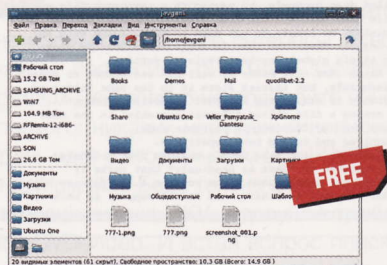 jevgeni
Файл Правка Переход Закладки Вид Инструменты Справка
/home/jevgeni
Рабочий стол
15.2 GB Том
SAMSUNG_ARCHIVE
WIN7
104.9 MB Том
RFRemix-12-i686-
ARCHIVE
SON
26.6 GB Том
Документы
Музыка
Картинки
Видео
Загрузки
Ubuntu One
Books Demes Mail quodlibet-2.2
Share Ubuntu One Veller_Pamyatnik_ XpGnome
Dantesu
Видео Документы Загрузки Картинки
Музыка Общедоступные Рабочий стол Шабло
777-1.png 777.png screenshot_001.p
ng
FREE
20 видимых элементов (61 скрыт). Свободное пространство: 10.3 GB (Всего: 14.9 GB )